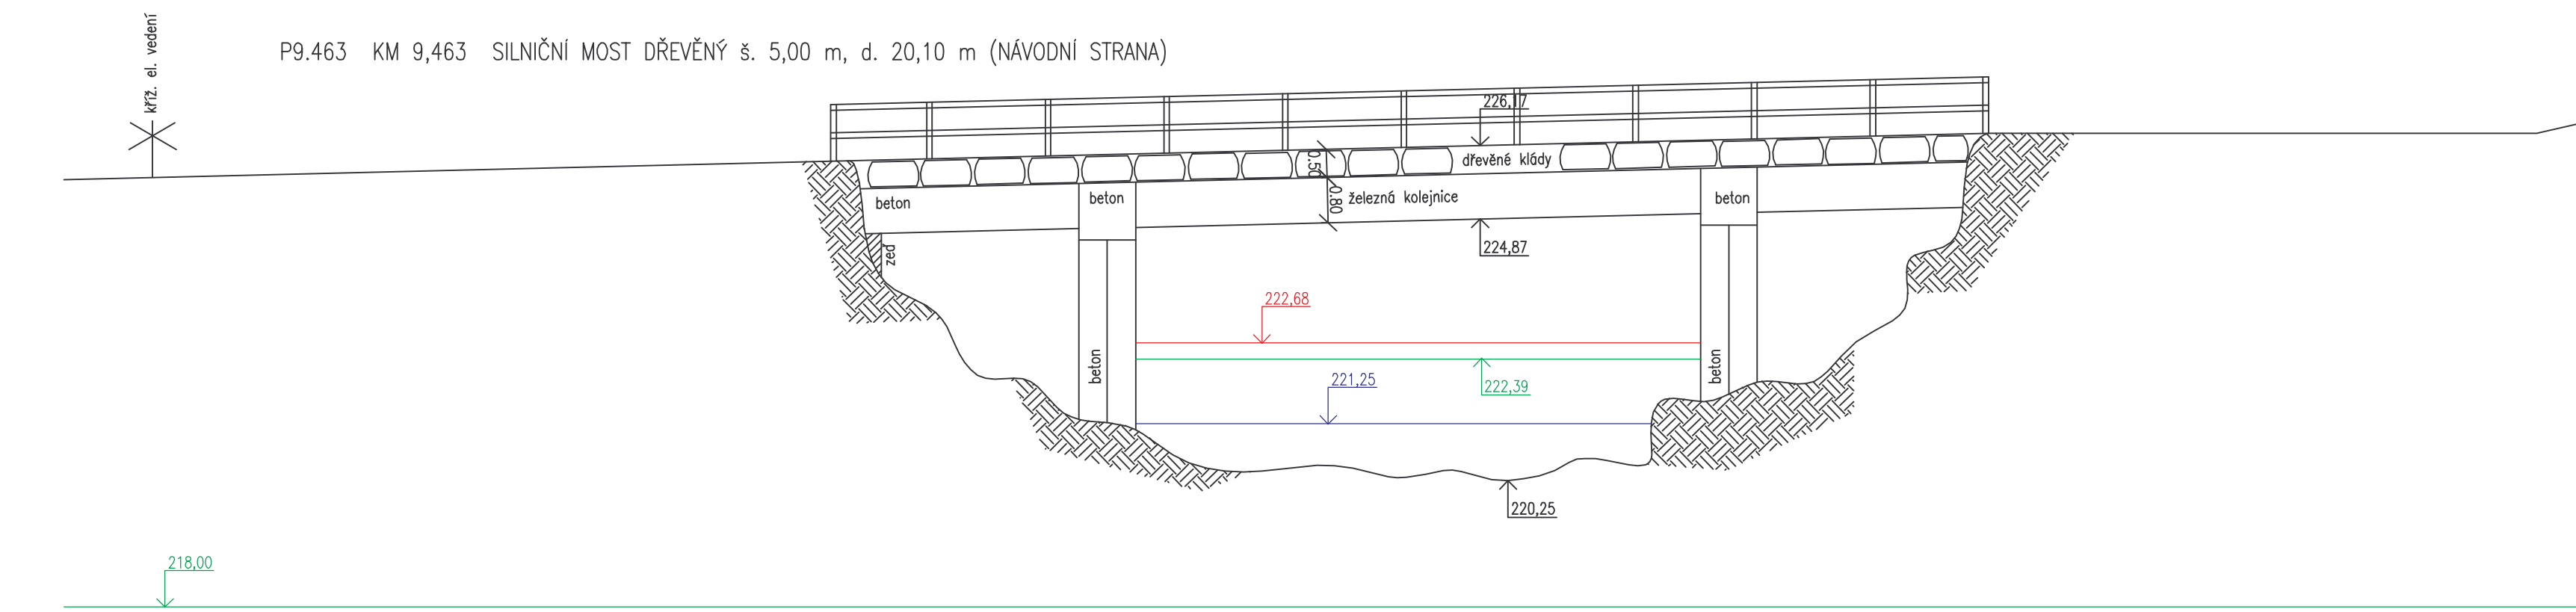 kříž. el. vedení
P9.463 KM 9,463 SILNIČNÍ MOST DŘEVĚNÝ š. 5,00 m, d. 20,10 m (NÁVODNÍ STRANA)
226,17
0.50
dřevěné klády
beton
beton
0.80
železná kolejnice
beton
zed
224,87
222,68
beton
221,25
222,39
beton
220,25
218,00